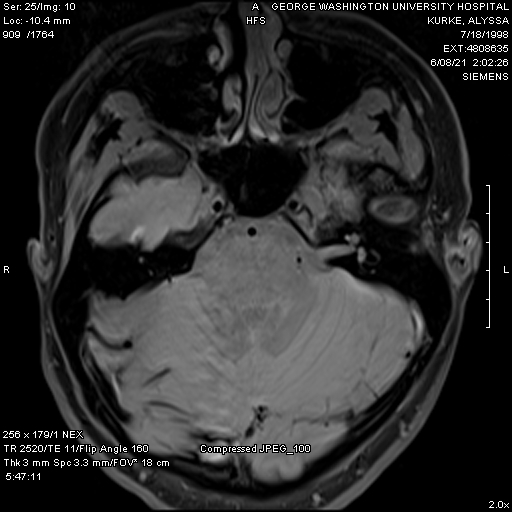 Ser: 25/Img: 10
Loc: -10.4 mm
909 /1764
A
HFS
GEORGE WASHINGTON UNIVERSITY HOSPITAL
KURKE, ALYSSA
7/18/1998
EXT:4808635
6/08/21 2:02:26
SIEMENS
R
L
256 x 179/1 NEX
TR 2520/TE 11/Flip Angle 160
Thk 3 mm Spc 3.3 mm/FOV* 18 cm
5:47:11
Compressed JPEG_100
2.0x